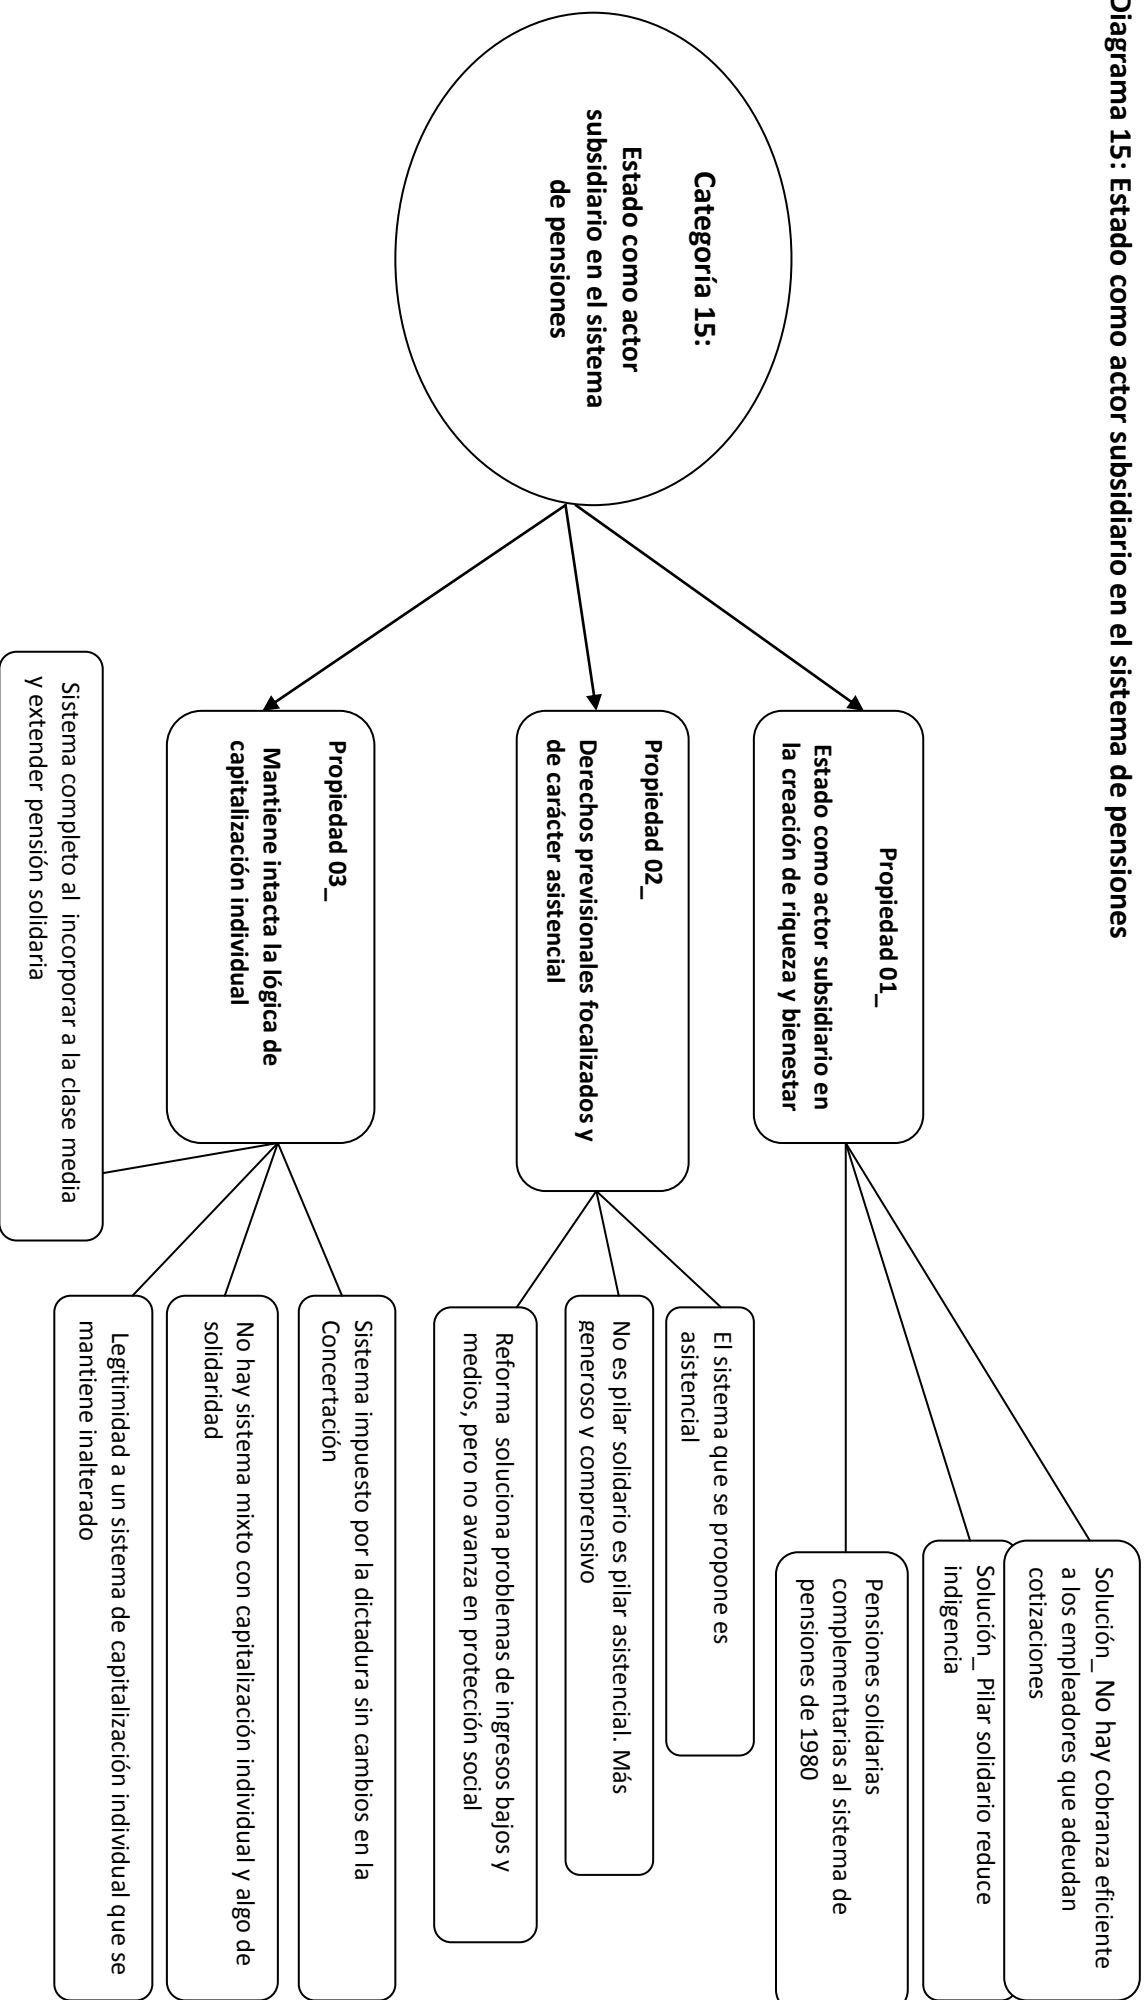 Diagrama 15: Estado como actor subsidiario en el sistema de pensiones
Categoría 15:
Estado como actor
subsidiario en el sistema
de pensiones
Propiedad 01_
Estado como actor subsidiario en
la creación de riqueza y bienestar
Solución_ No hay cobranza eficiente
a los empleadores que adeudan
cotizaciones
Solución_ Pilar solidario reduce
indigencia
Pensiones solidarias
complementarias al sistema de
pensiones de 1980
Propiedad 02_
Derechos previsionales focalizados y
de carácter asistencial
El sistema que se propone es
asistencial
No es pilar solidario es pilar asistencial. Más
generoso y comprensivo
Reforma soluciona problemas de ingresos bajos y
medios, pero no avanza en protección social
Propiedad 03_
Mantiene intacta la lógica de
capitalización individual
Sistema impuesto por la dictadura sin cambios en la
Concertación
No hay sistema mixto con capitalización individual y algo de
solidaridad
Legitimidad a un sistema de capitalización individual que se
mantiene inalterado
Sistema completo al incorporar a la clase media
y extender pensión solidaria